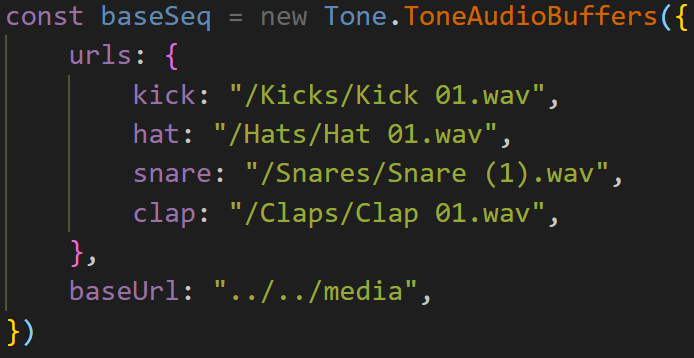 const baseSeq = new Tone.ToneAudioBuffers({
    urls: {
        kick: "/Kicks/Kick 01.wav",
        hat: "/Hats/Hat 01.wav",
        snare: "/Snares/Snare (1).wav",
        clap: "/Claps/Clap 01.wav",
    },
    baseUrl: "../../media",
})